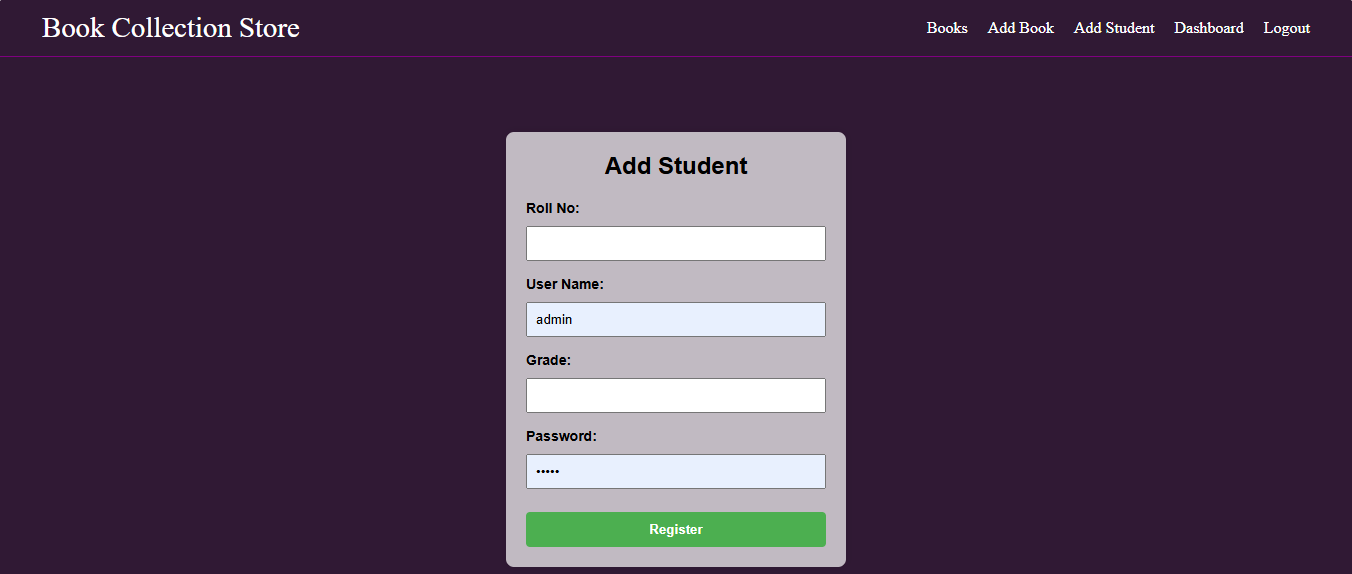 Book Collection Store
Books Add Book Add Student Dashboard Logout
Add Student
Roll No:
User Name:
admin
Grade:
Password:
•••••
Register